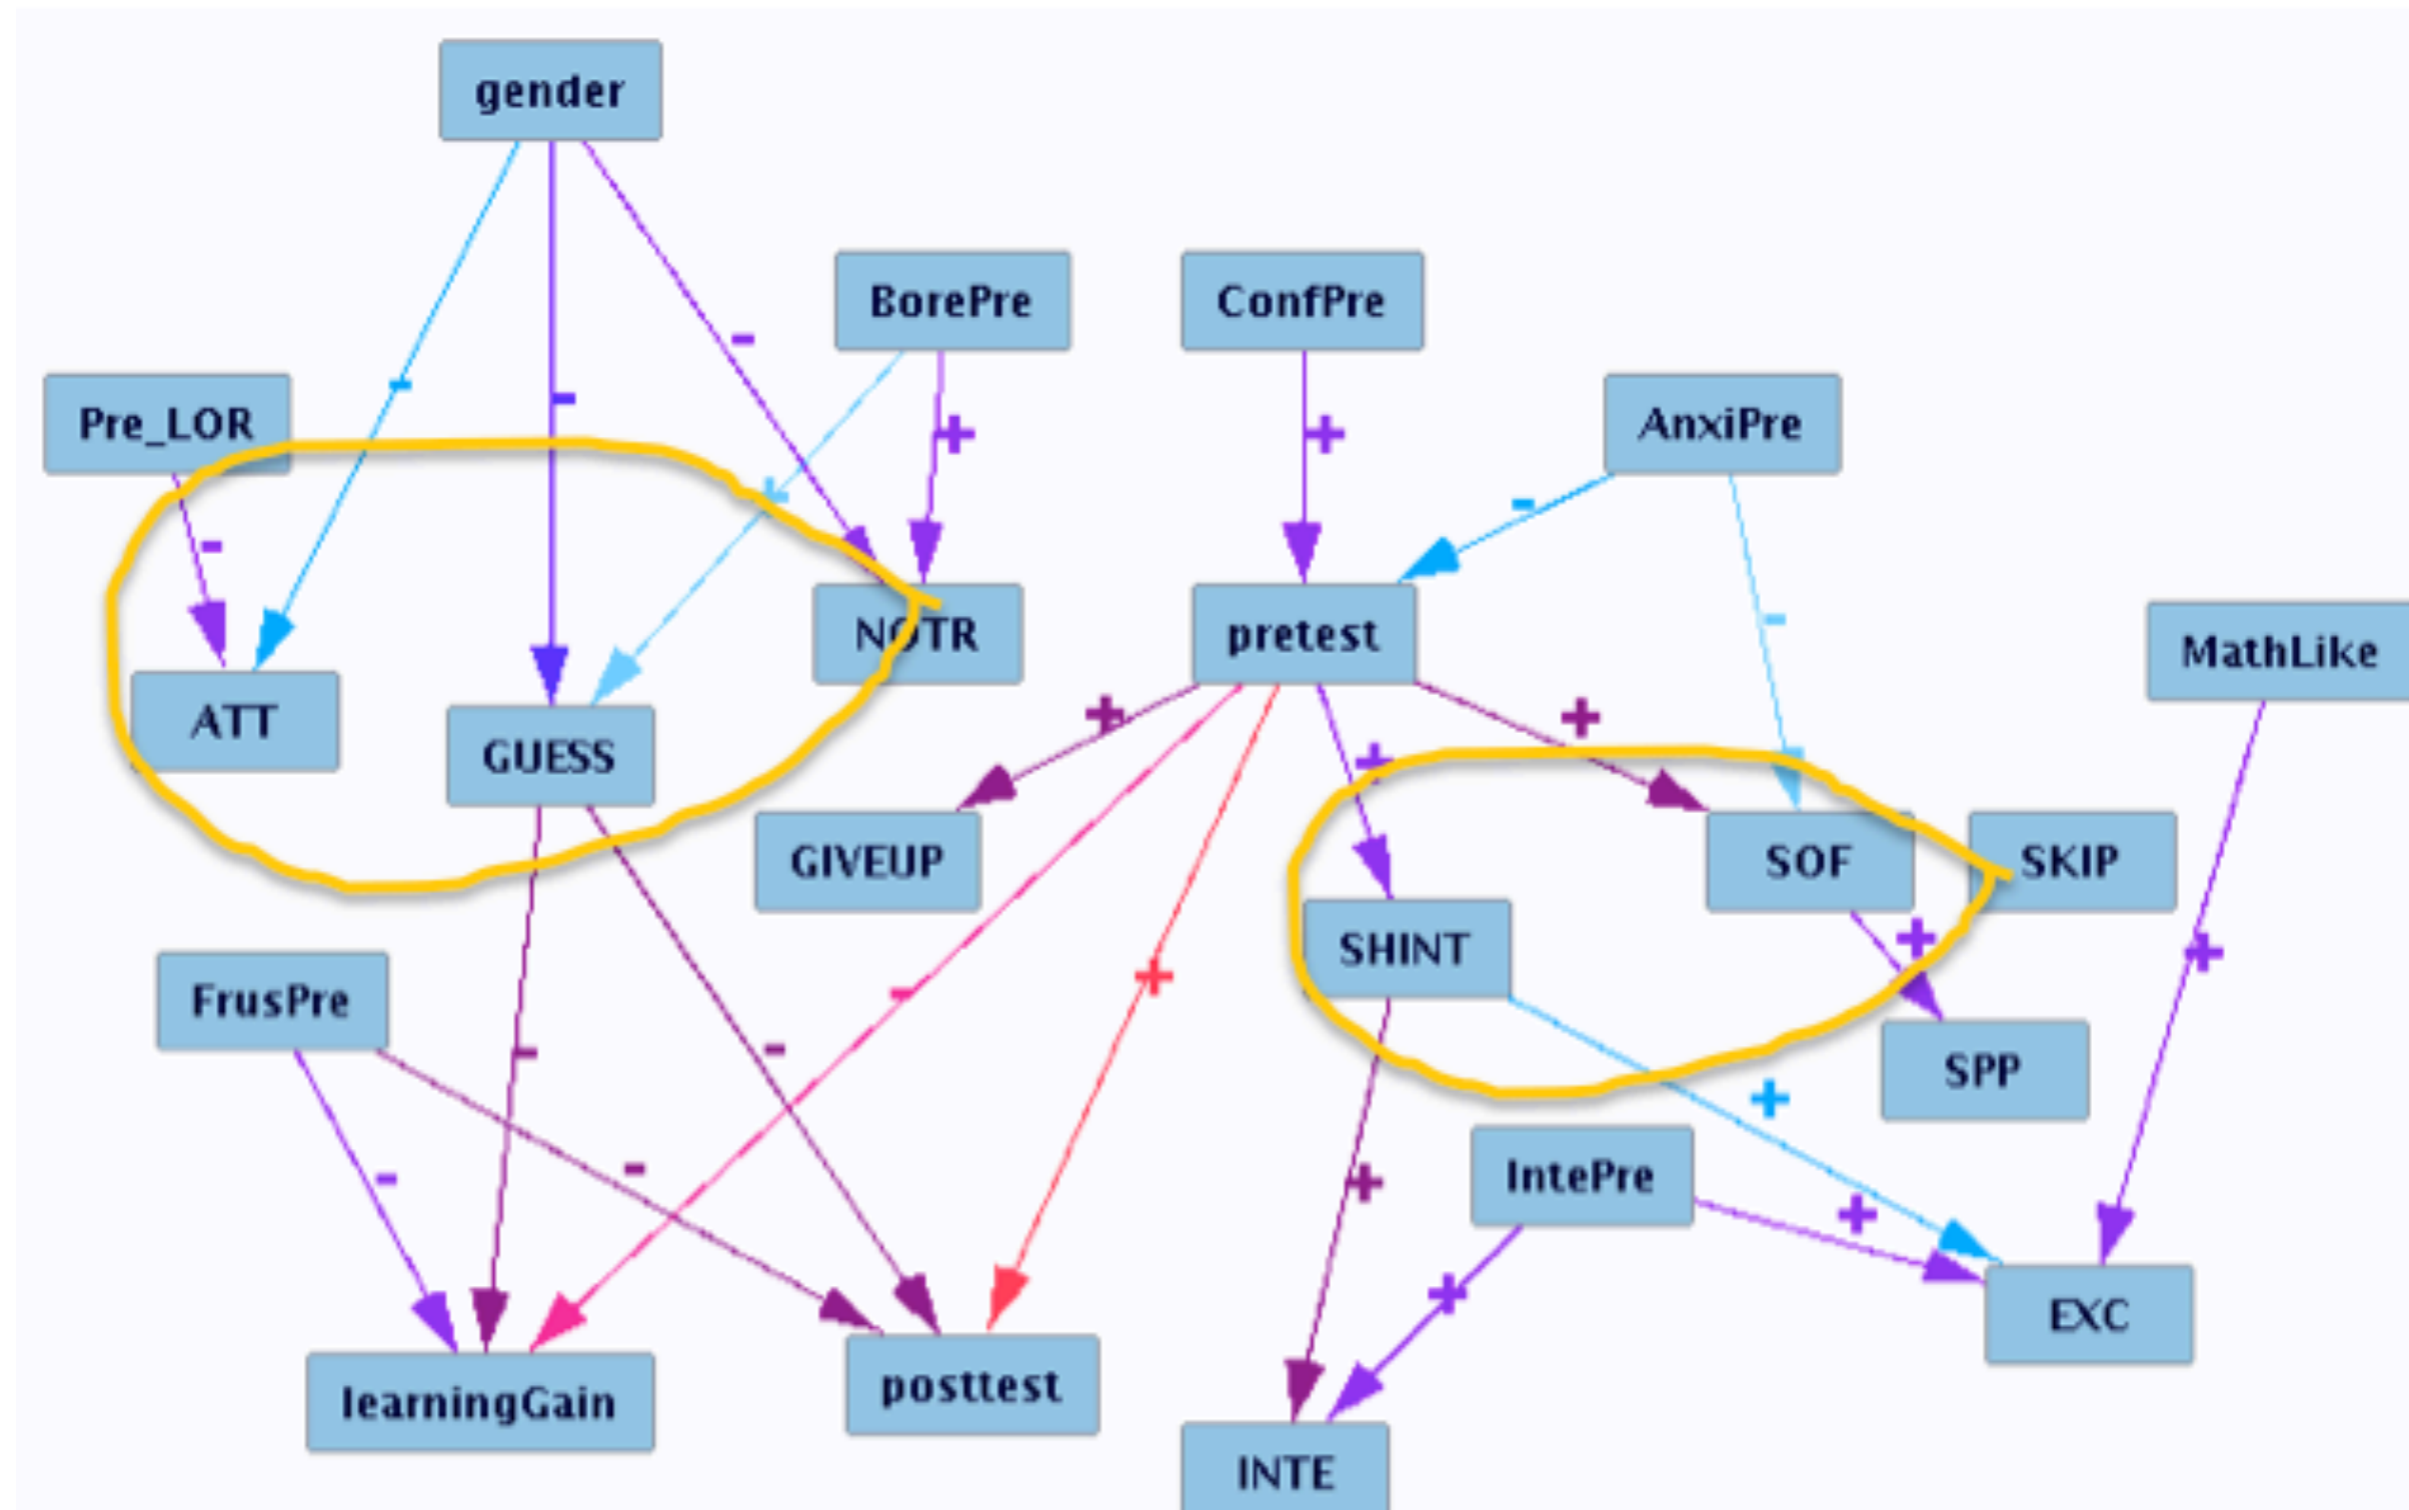 gender
BorePre
ConfPre
Pre_LOR
AnxiPre
-
-
-
+
+
-
+
-
-
NOTR
pretest
MathLike
ATT
GUESS
+
+
+
GIVEUP
SOF
SKIP
SHINT
+
+
FrusPre
-
+
-
-
SPP
+
-
-
+
IntePre
+
+
EXC
learningGain
posttest
INTE